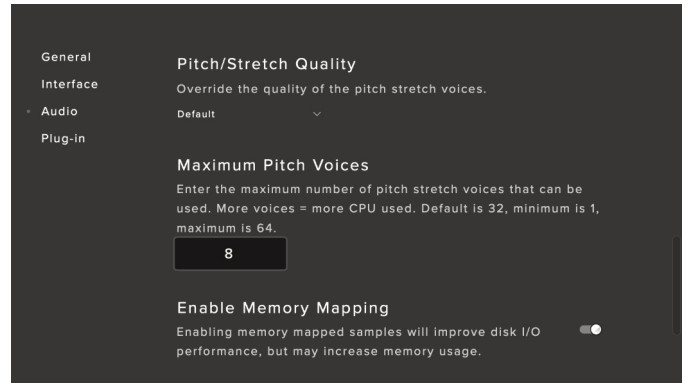 General
Interface
Audio
Plug-in
Pitch/Stretch Quality
Override the quality of the pitch stretch voices.
Default
Maximum Pitch Voices
Enter the maximum number of pitch stretch voices that can be
used. More voices = more CPU used. Default is 32, minimum is 1,
maximum is 64.
8
Enable Memory Mapping
Enabling memory mapped samples will improve disk I/O
performance, but may increase memory usage.